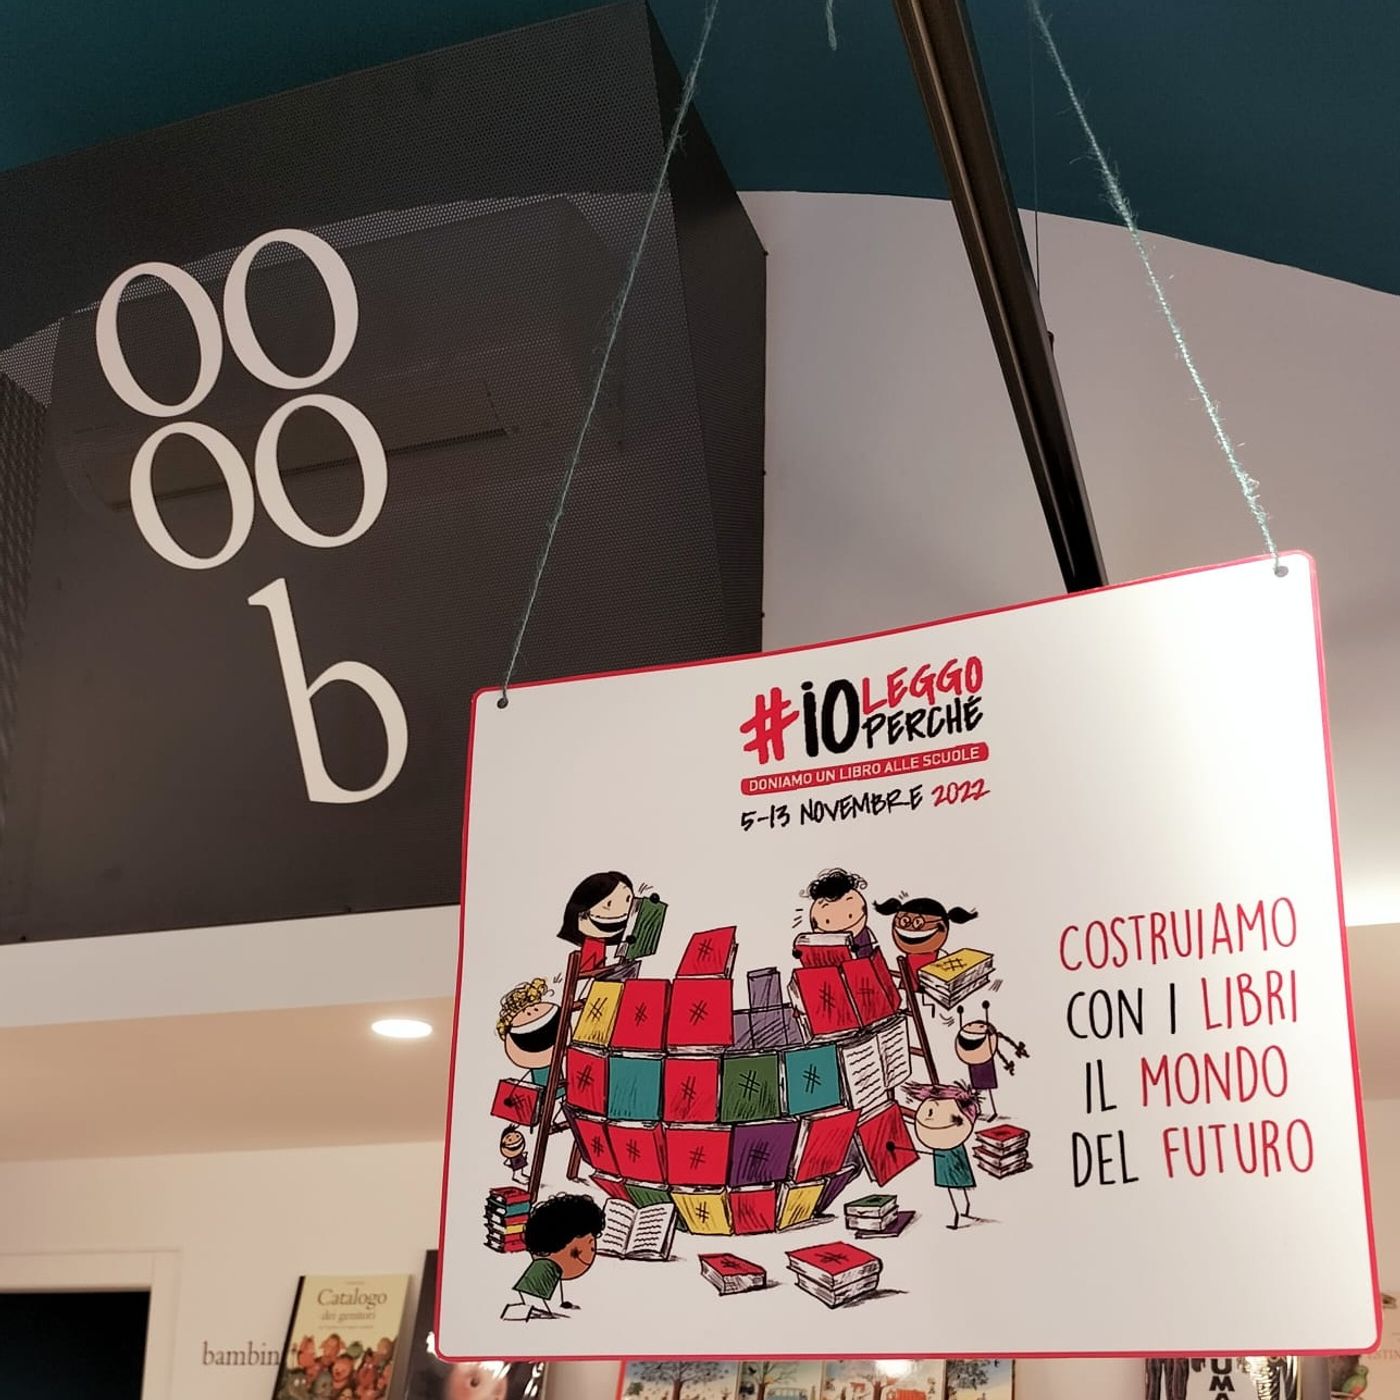 oo
oo
b
#iO LEGGO
PERCHÉ
DONIAMO UN LIBRO ALLE SCUOLE
5-13 NOVEMBRE 2022
COSTRUIAMO
CON I LIBRI
IL MONDO
DEL FUTURO
Catalogo
dei genitori
bambin
UMA